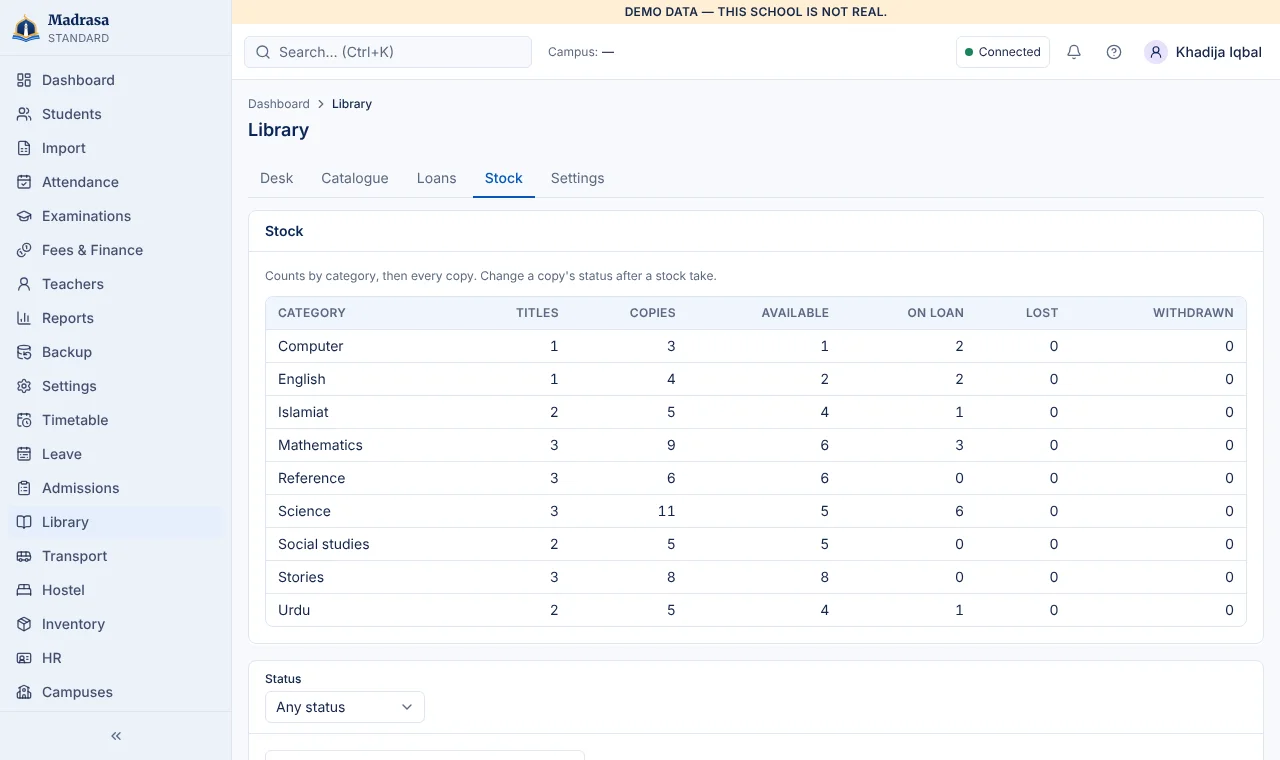 DEMO DATA — THIS SCHOOL IS NOT REAL.
Madrasa
STANDARD
Search... (Ctrl+K)
Campus: —
Connected
Khadija Iqbal
Dashboard
Students
Import
Attendance
Examinations
Fees & Finance
Teachers
Reports
Backup
Settings
Timetable
Leave
Admissions
Library
Transport
Hostel
Inventory
HR
Campuses
Dashboard > Library
Library
Desk Catalogue Loans Stock Settings
Stock
Counts by category, then every copy. Change a copy's status after a stock take.
CATEGORY TITLES COPIES AVAILABLE ON LOAN LOST WITHDRAWN
Computer 1 3 1 2 0 0
English 1 4 2 2 0 0
Islamiat 2 5 4 1 0 0
Mathematics 3 9 6 3 0 0
Reference 3 6 6 0 0 0
Science 3 11 5 6 0 0
Social studies 2 5 5 0 0 0
Stories 3 8 8 0 0 0
Urdu 2 5 4 1 0 0
Status
Any status